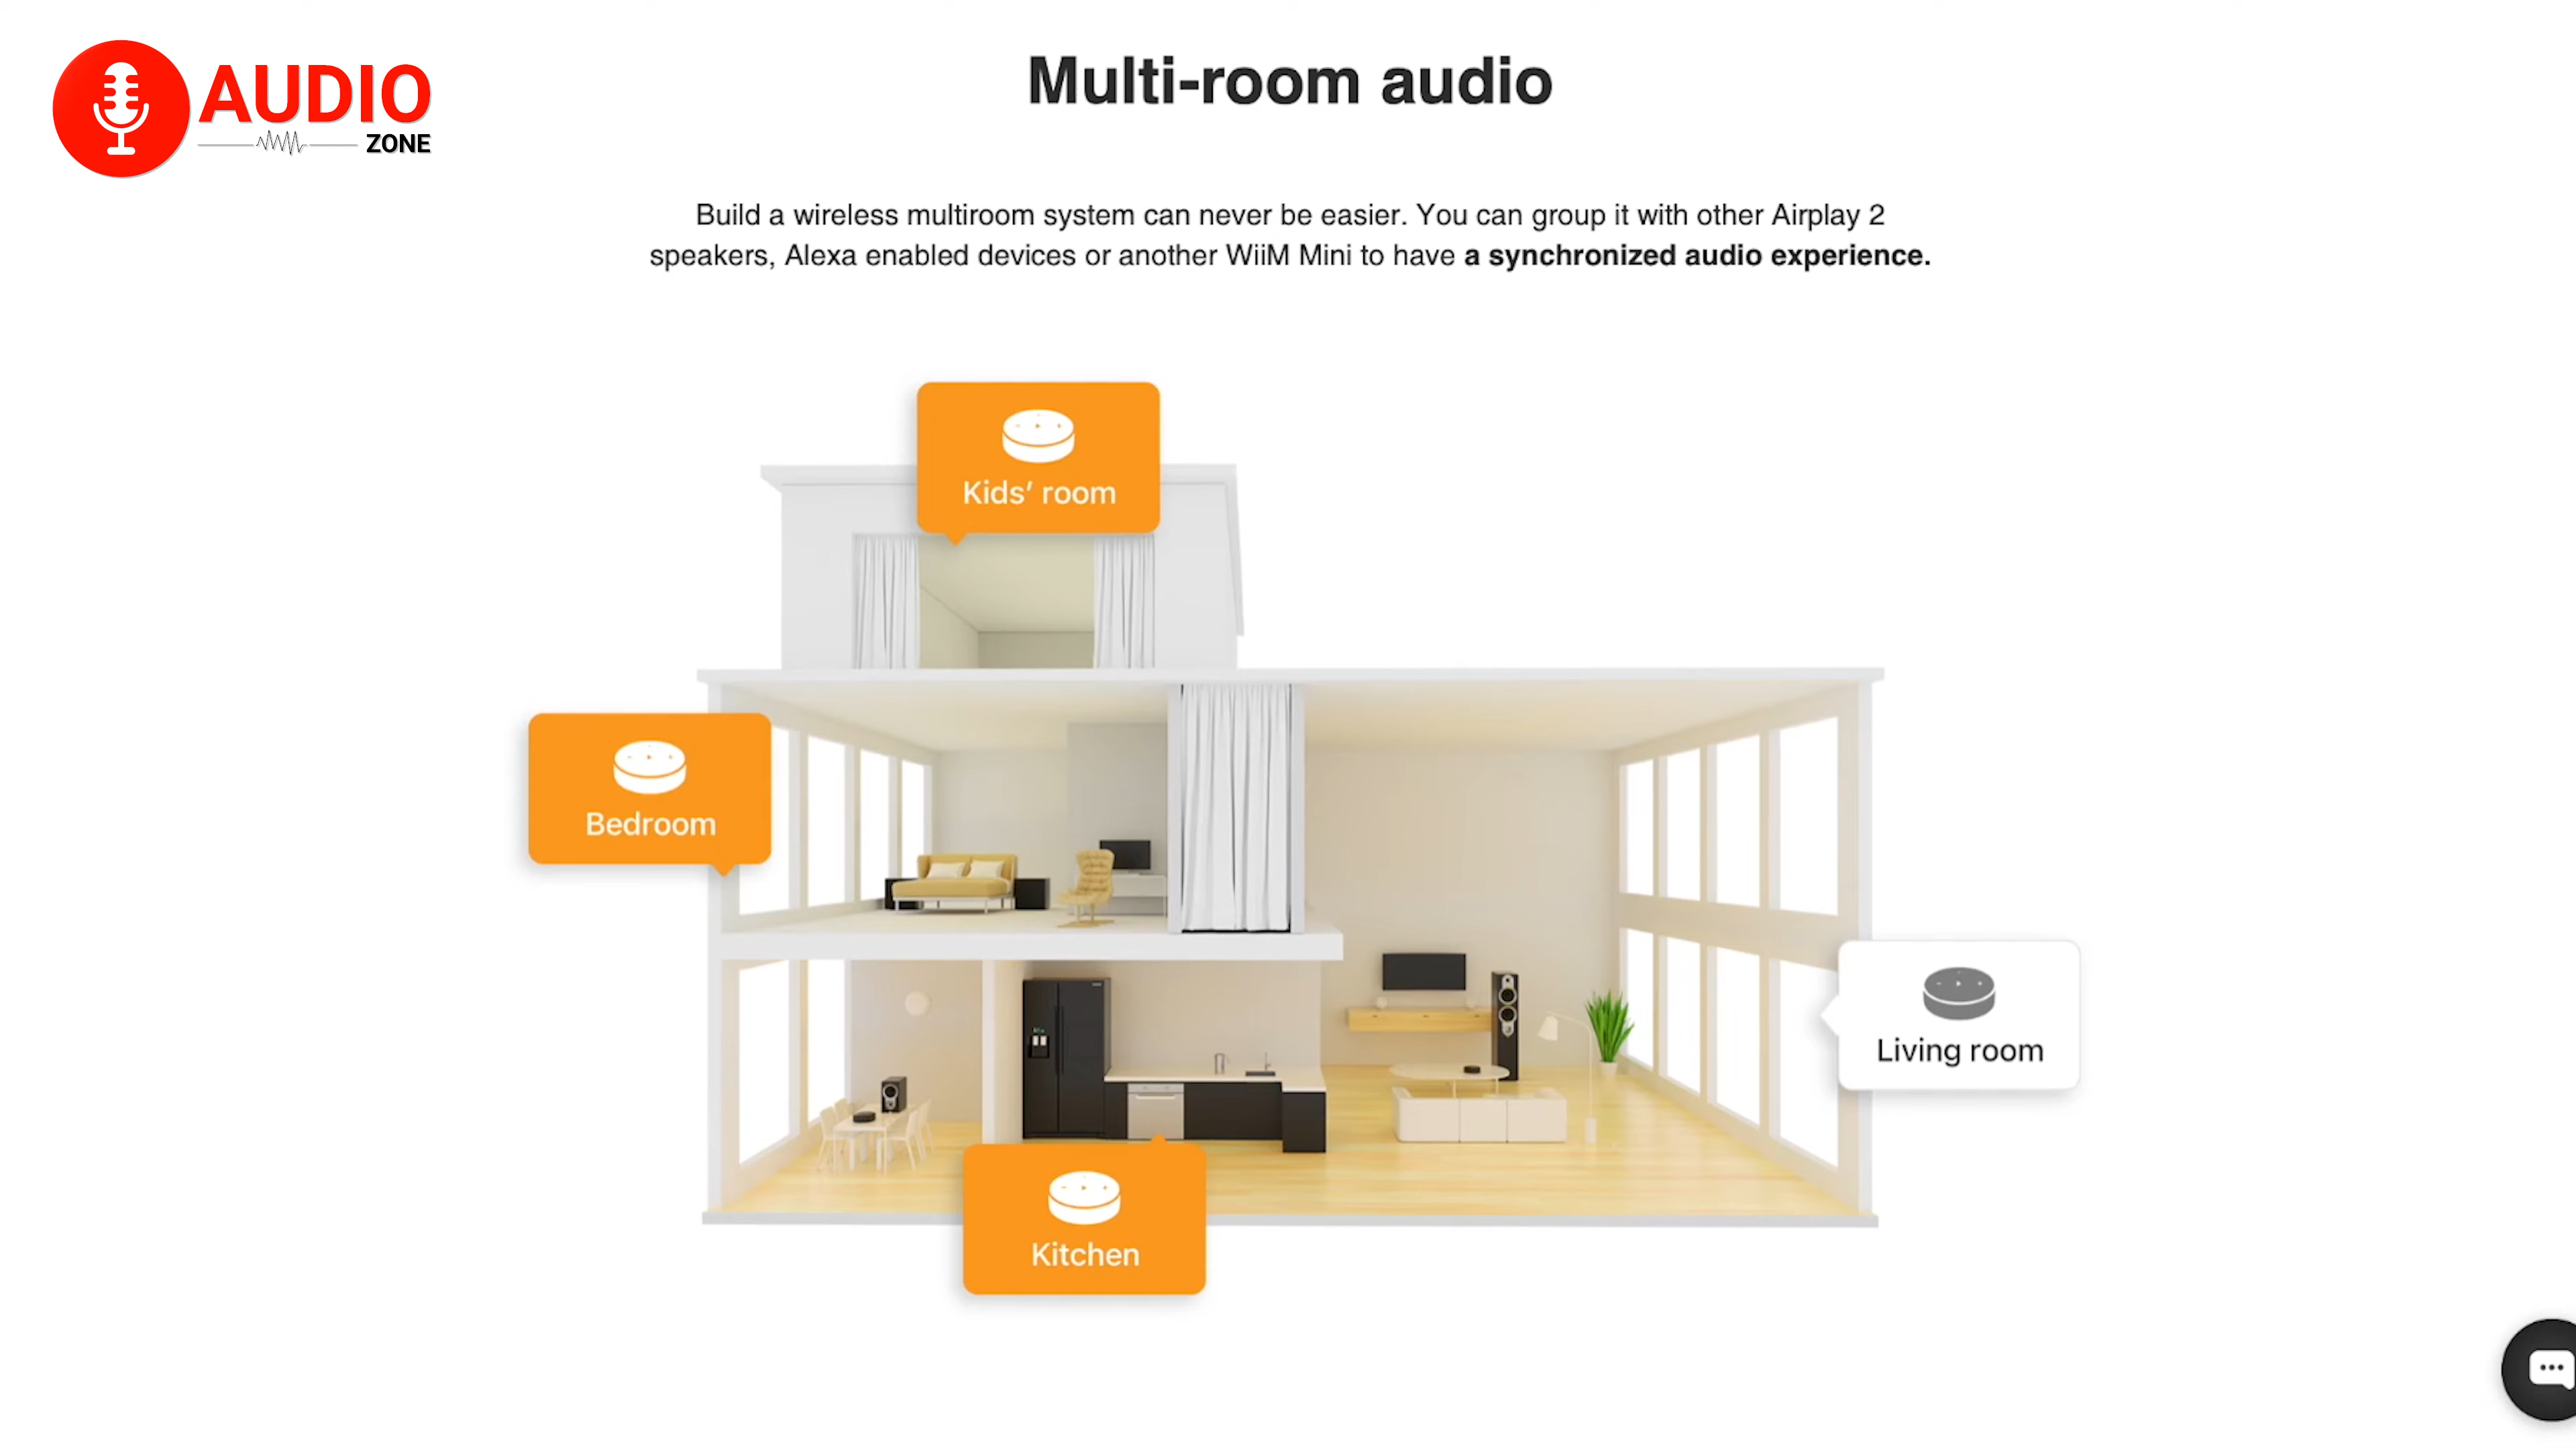 AUDIO
ZONE
Multi-room audio
Build a wireless multiroom system can never be easier. You can group it with other Airplay 2
speakers, Alexa enabled devices or another WiiM Mini to have a synchronized audio experience.
Kids’ room
Bedroom
Living room
Kitchen